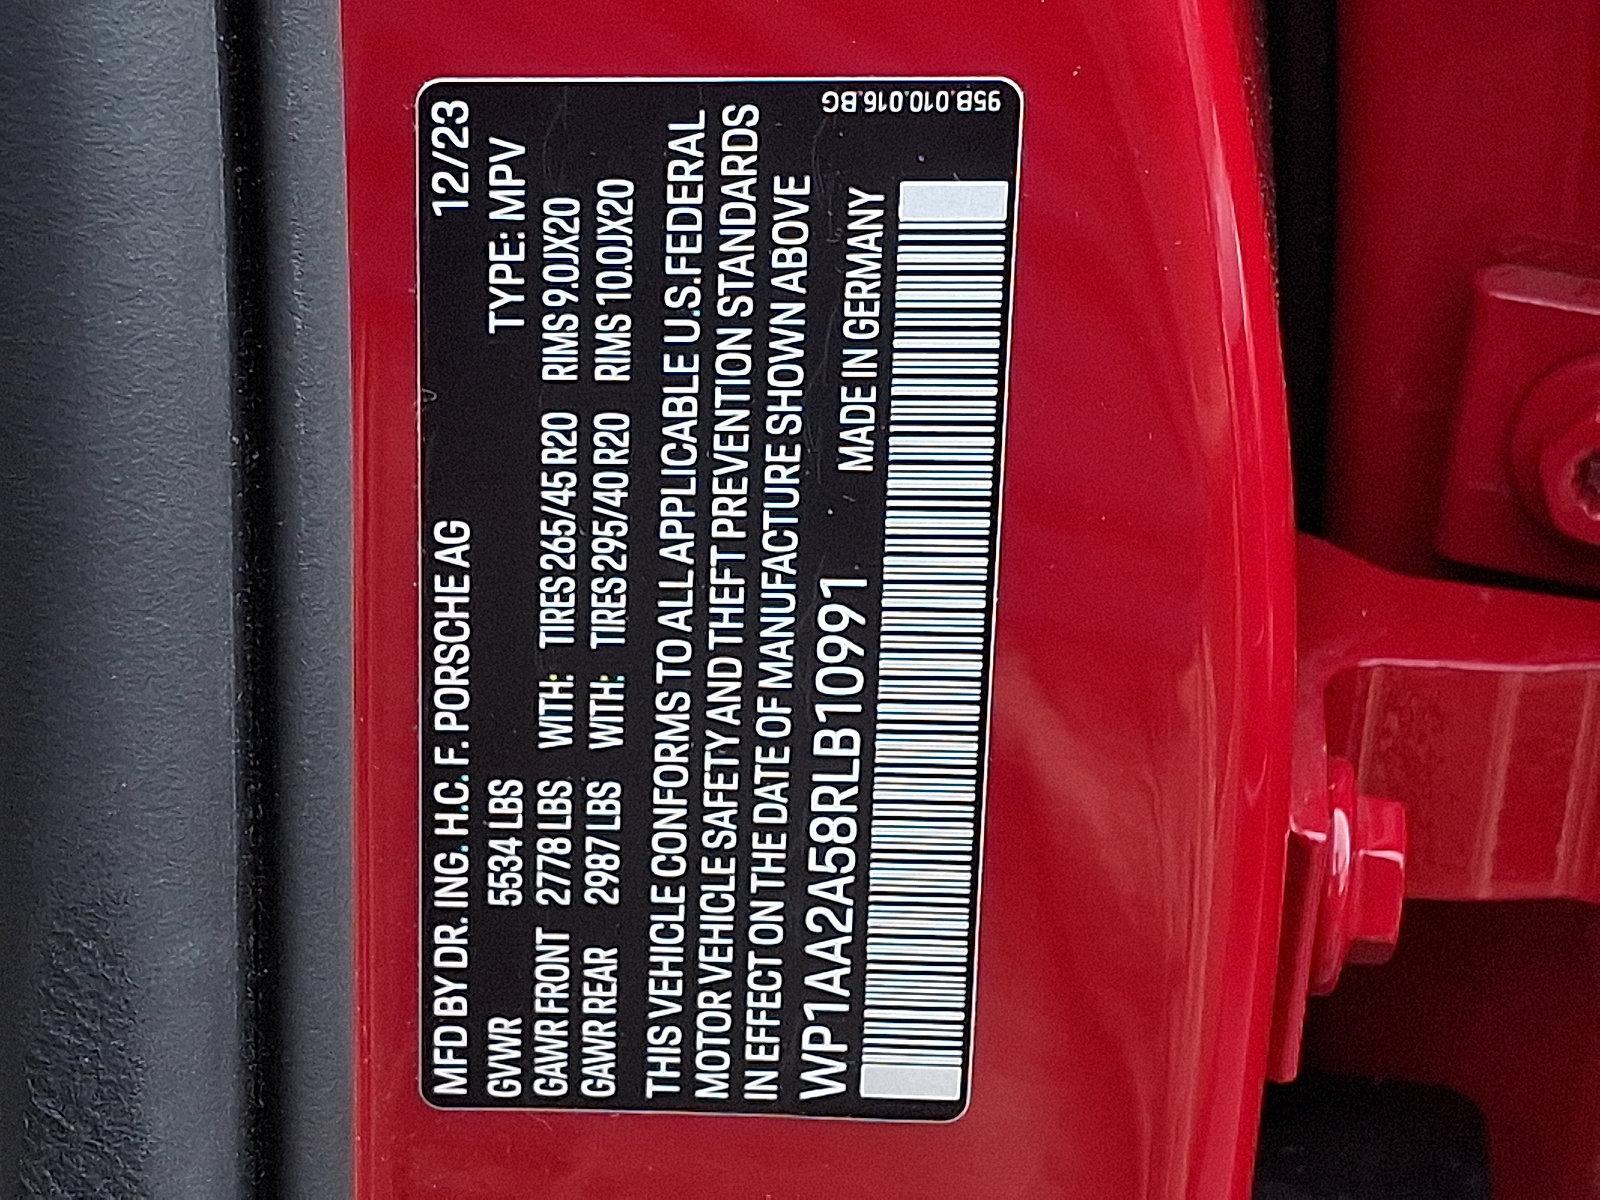 MFD BY DR. ING. H.C. F. PORSCHE AG 12/23
GVWR 5534 LBS TYPE: MPV
GAWR FRONT 2778 LBS WITH: TIRES 265/45 R20 RIMS 9.0JX20
GAWR REAR 2987 LBS WITH: TIRES 295/40 R20 RIMS 10.0JX20
THIS VEHICLE CONFORMS TO ALL APPLICABLE U.S.FEDERAL
MOTOR VEHICLE SAFETY AND THEFT PREVENTION STANDARDS
IN EFFECT ON THE DATE OF MANUFACTURE SHOWN ABOVE
WP1AA2A58RLB10991 MADE IN GERMANY
95B.010.016.BG